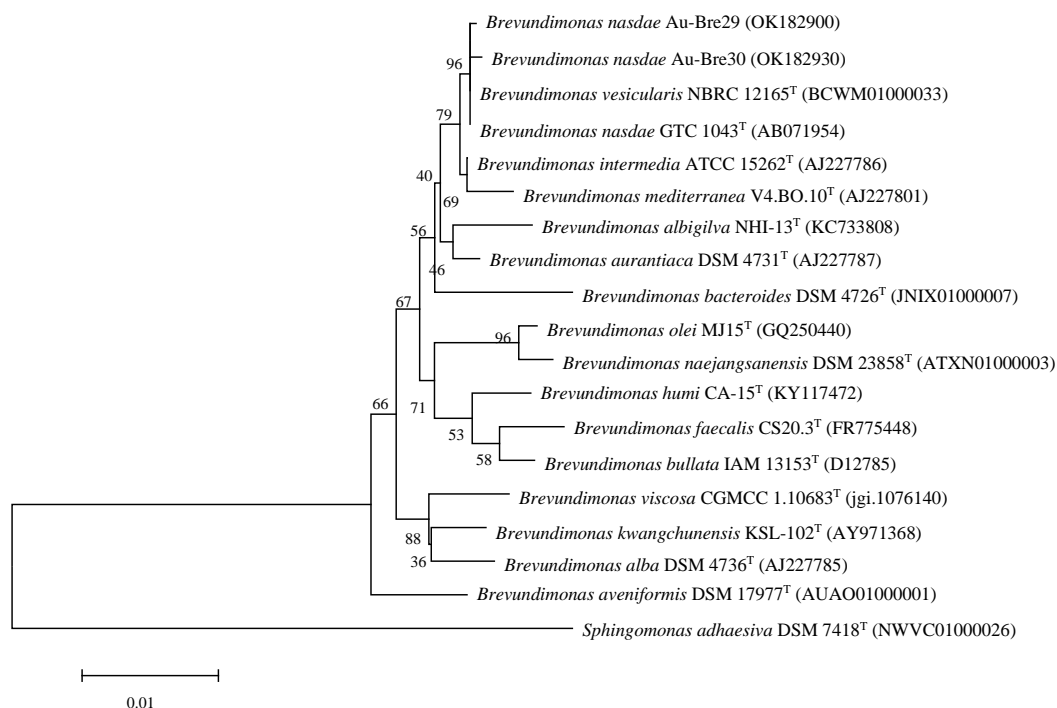 Brevundimonas nasdae Au-Bre29 (OK182900)
Brevundimonas nasdae Au-Bre30 (OK182930)
96
Brevundimonas vesicularis NBRC 12165ᵀ (BCWM01000033)
79
Brevundimonas nasdae GTC 1043ᵀ (AB071954)
Brevundimonas intermedia ATCC 15262ᵀ (AJ227786)
40
Brevundimonas mediterranea V4.BO.10ᵀ (AJ227801)
69
Brevundimonas albigilva NHI-13ᵀ (KC733808)
56
Brevundimonas aurantiaca DSM 4731ᵀ (AJ227787)
46
Brevundimonas bacteroides DSM 4726ᵀ (JNIX01000007)
67
Brevundimonas olei MJ15ᵀ (GQ250440)
96
Brevundimonas naejangsanensis DSM 23858ᵀ (ATXN01000003)
Brevundimonas humi CA-15ᵀ (KY117472)
66
71
Brevundimonas faecalis CS20.3ᵀ (FR775448)
53
58
Brevundimonas bullata IAM 13153ᵀ (D12785)
Brevundimonas viscosa CGMCC 1.10683ᵀ (jgi.1076140)
Brevundimonas kwangchunensis KSL-102ᵀ (AY971368)
88
36
Brevundimonas alba DSM 4736ᵀ (AJ227785)
Brevundimonas aveniformis DSM 17977ᵀ (AUAO01000001)
Sphingomonas adhaesiva DSM 7418ᵀ (NWVC01000026)
0.01